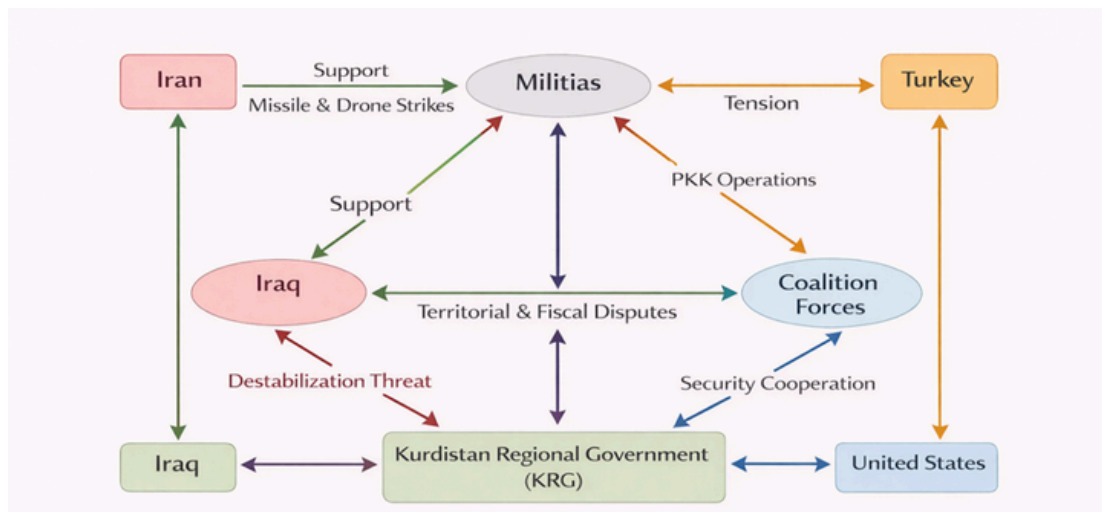 Iran
Support
Missile & Drone Strikes
Militias
Tension
Turkey
Support
PKK Operations
Iraq
Territorial & Fiscal Disputes
Coalition
Forces
Destabilization Threat
Security Cooperation
Iraq
Kurdistan Regional Government
(KRG)
United States